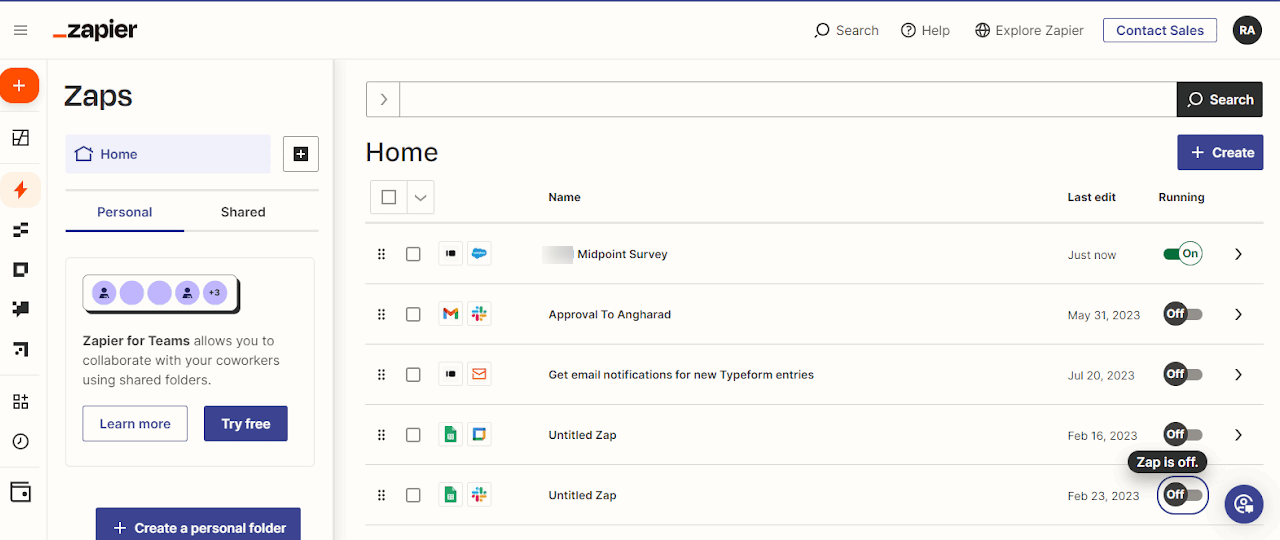 zapier
Search
Help
Explore Zapier
Contact Sales
RA
Zaps
Home
Personal
Shared
+3
Zapier for Teams allows you to
collaborate with your coworkers
using shared folders.
Learn more
Try free
Create a personal folder
Search
Home
Create
Name
Last edit
Running
Midpoint Survey
Just now
On
Approval To Angharad
May 31, 2023
Off
Get email notifications for new Typeform entries
Jul 20, 2023
Off
Untitled Zap
Feb 16, 2023
Off
Zap is off.
Untitled Zap
Feb 23, 2023
Off